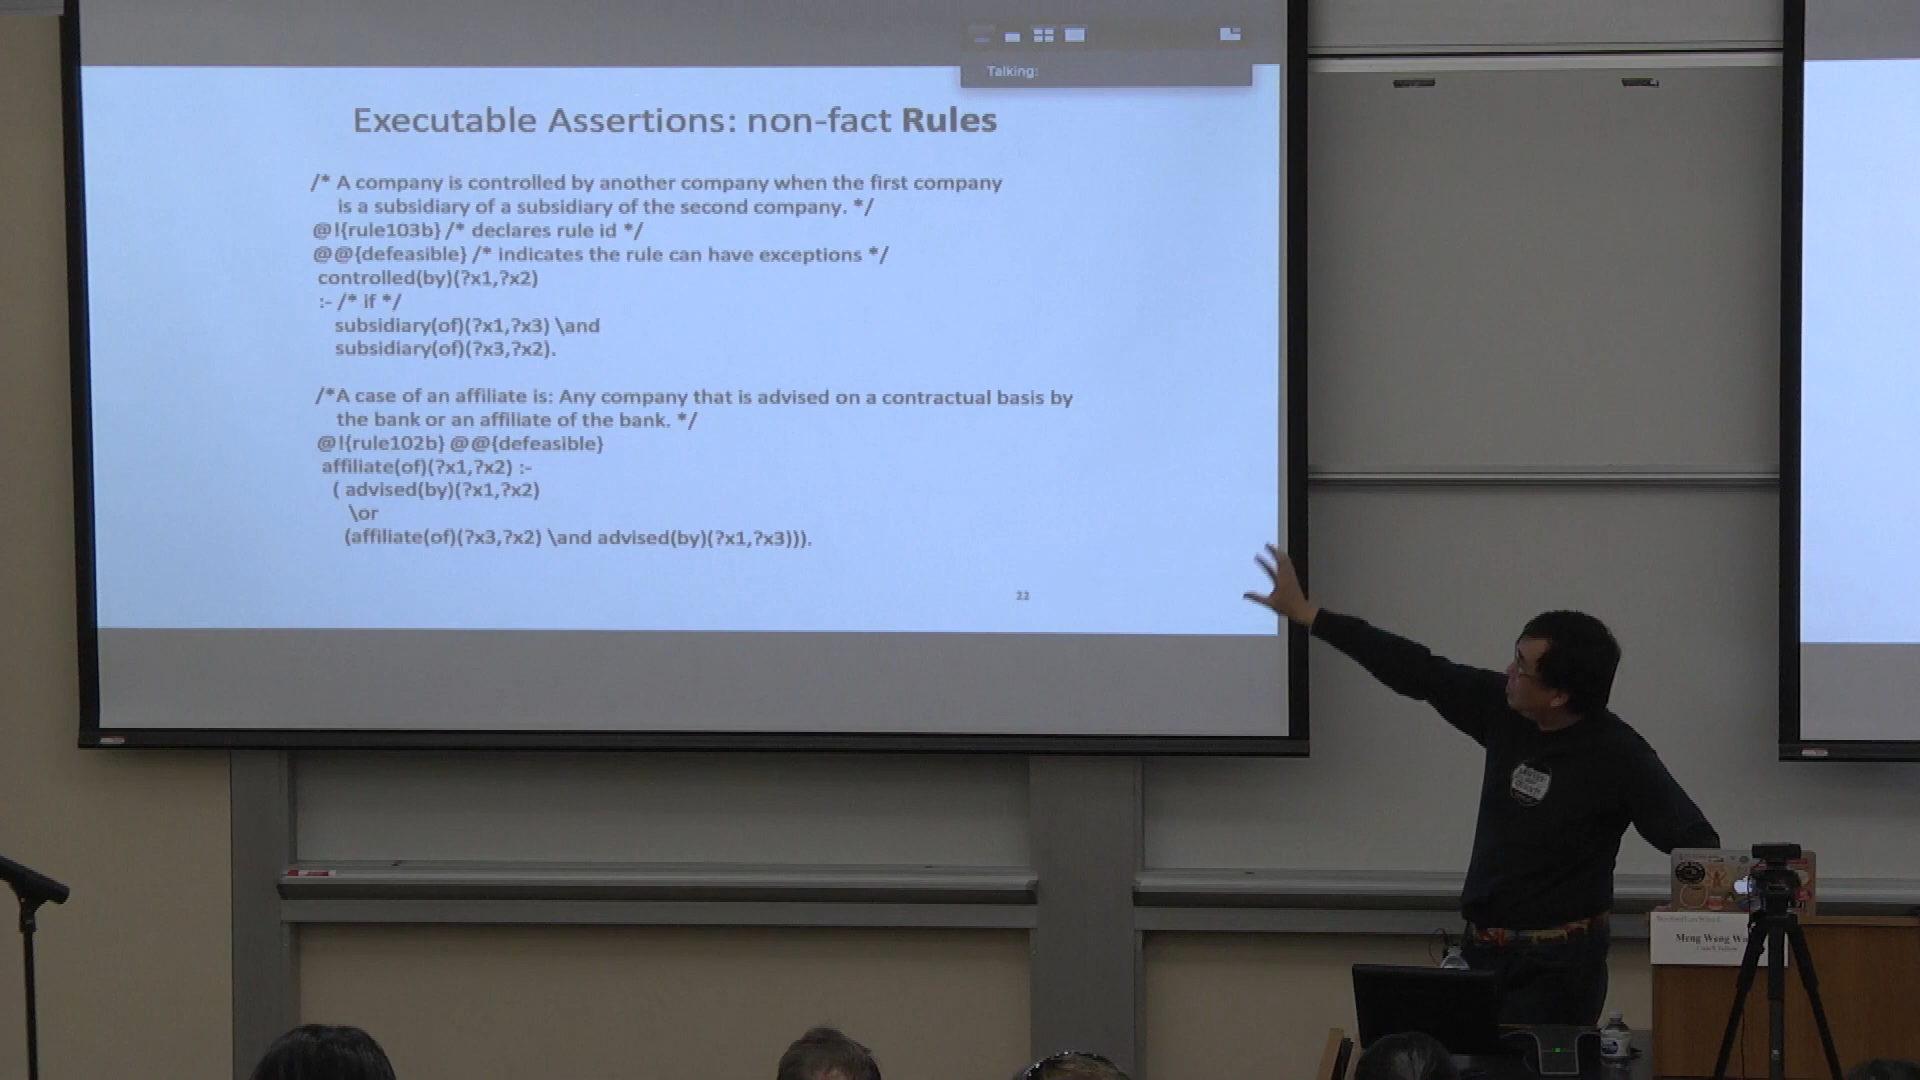 Talking:
Executable Assertions: non-fact Rules
/* A company is controlled by another company when the first company
is a subsidiary of a subsidiary of the second company. */
@!{rule103b} /* declares rule id */
@@{defeasible} /* indicates the rule can have exceptions */
controlled(by)(?x1,?x2)
:- /* if */
subsidiary(of)(?x1,?x3) \and
subsidiary(of)(?x3,?x2).
/*A case of an affiliate is: Any company that is advised on a contractual basis by
the bank or an affiliate of the bank. */
@!{rule102b} @@{defeasible}
affiliate(of)(?x1,?x2) :-
( advised(by)(?x1,?x2)
\or
(affiliate(of)(?x3,?x2) \and advised(by)(?x1,?x3))).
22
Meng Weng